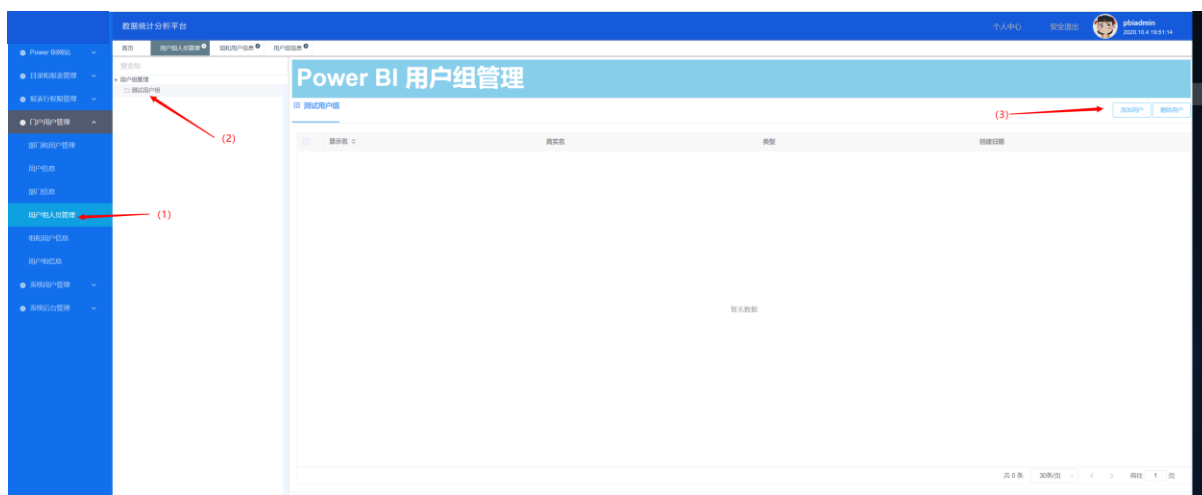 数据统计分析平台
个人中心
安全退出
pbiadmin
2020.10.4 19:51:14
Power BI网站
目录和报表管理
报表行权限管理
门户用户管理
部门和用户管理
用户信息
部门信息
用户组人员管理
组和用户信息
用户组信息
系统用户管理
系统后台管理
首页
用户组人员管理
组和用户信息
用户组信息
搜索组
用户组管理
测试用户组
(1)
(2)
Power BI 用户组管理
测试用户组
(3)
添加用户
删除用户
显示名
真实名
类型
创建日期
暂无数据
共 0 条
30条/页
前往 1 页